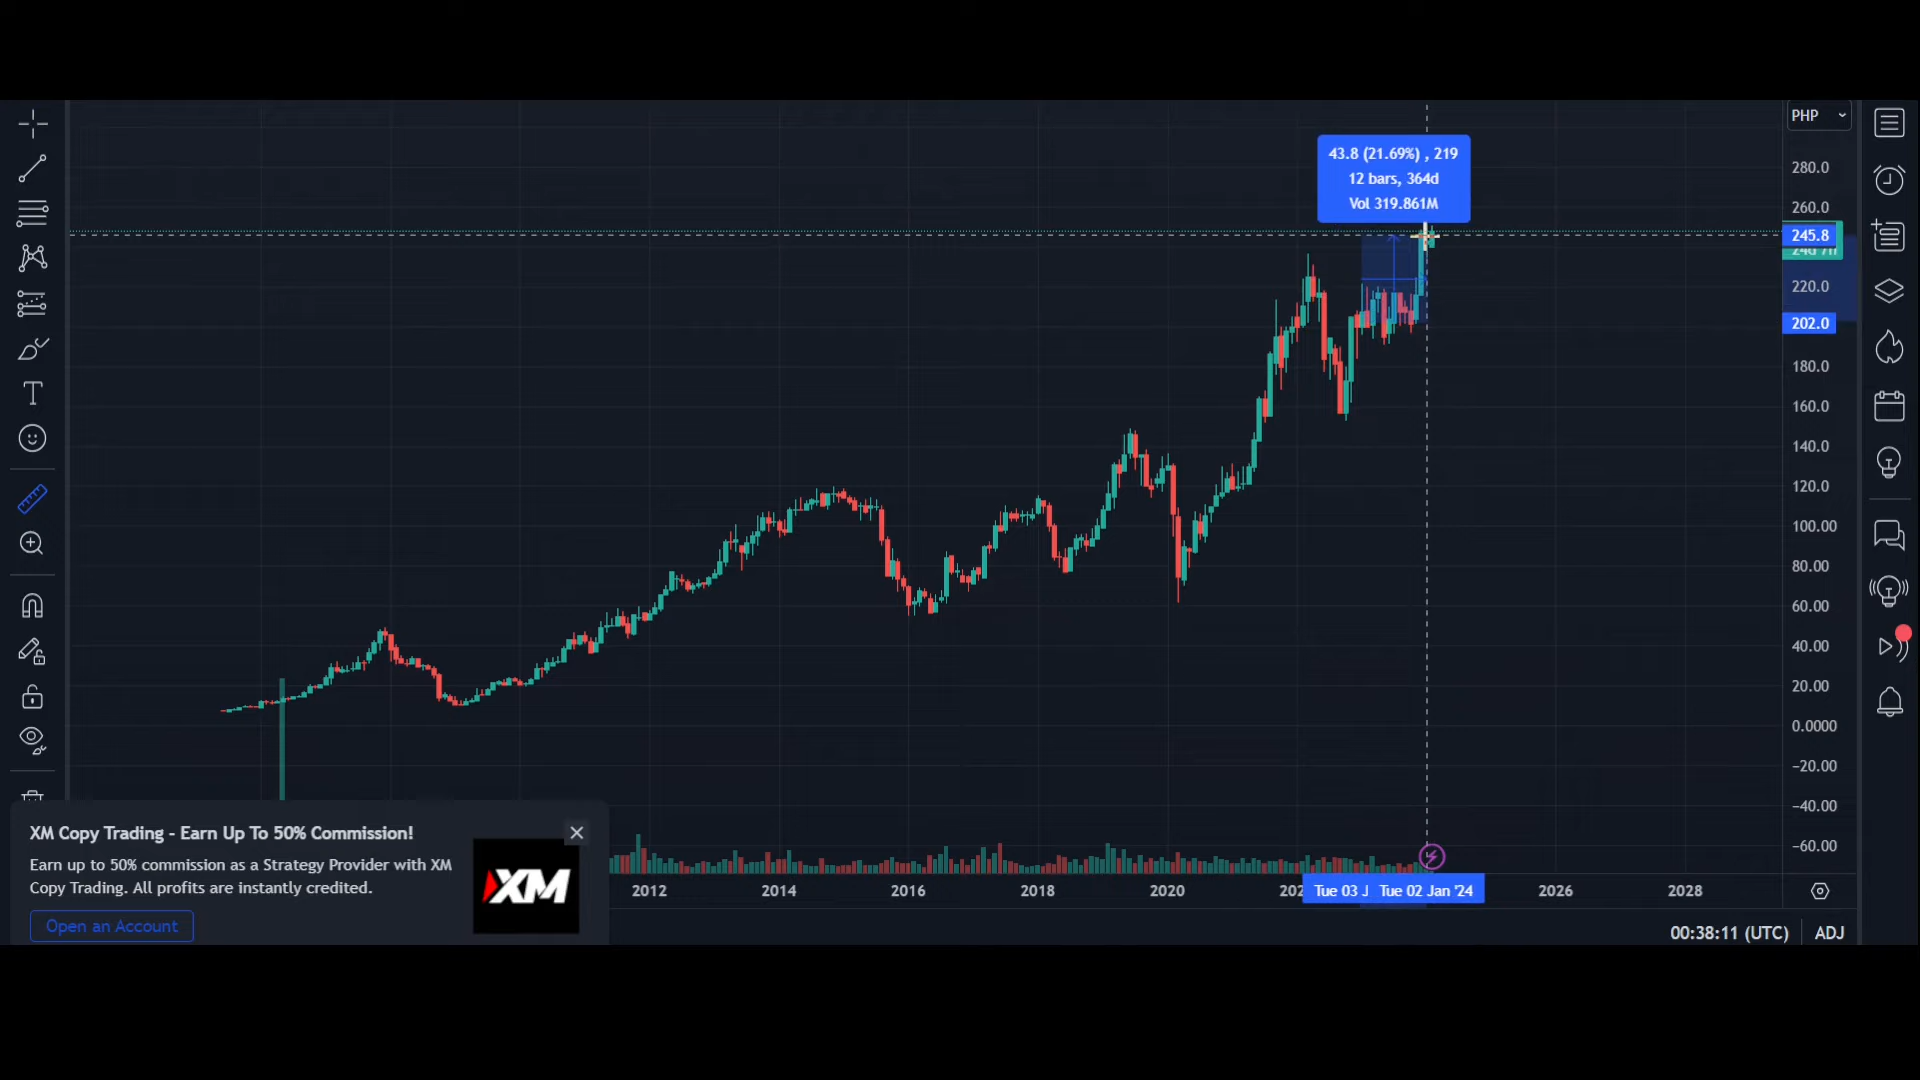 PHP
43.8 (21.69%) , 219
12 bars, 364d
Vol 319.861M
280.0
260.0
245.8
24d 7h
220.0
202.0
180.0
160.0
140.0
120.0
100.00
80.00
60.00
40.00
20.00
0.0000
−20.00
−40.00
−60.00
XM Copy Trading - Earn Up To 50% Commission!
Earn up to 50% commission as a Strategy Provider with XM
Copy Trading. All profits are instantly credited.
XM
Open an Account
2012 2014 2016 2018 2020 Tue 03 J Tue 02 Jan '24 2026 2028
00:38:11 (UTC) ADJ